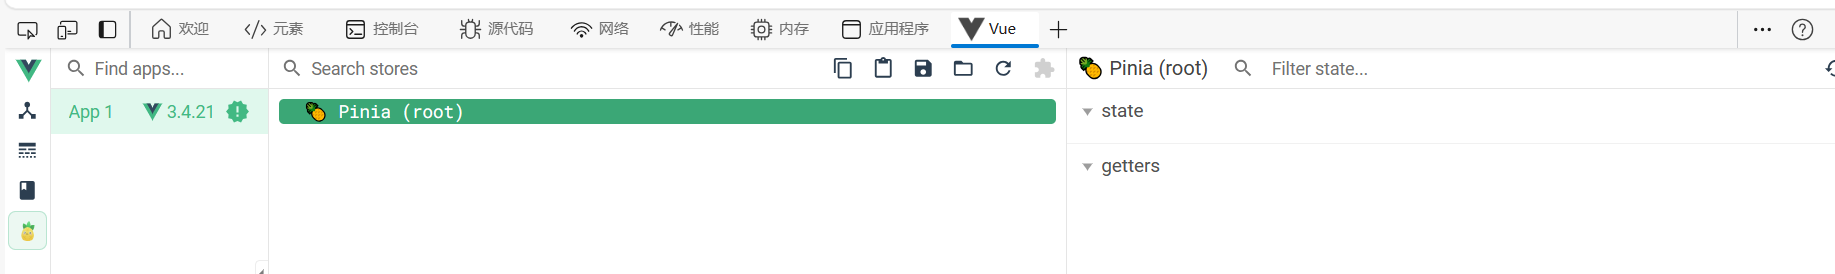 欢迎 元素 控制台 源代码 网络 性能 内存 应用程序 Vue
Find apps... Search stores Pinia (root) Filter state...
App 1 3.4.21 Pinia (root) state
getters